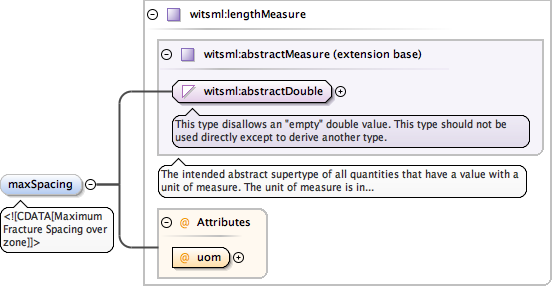 witsml:lengthMeasure
witsml:abstractMeasure (extension base)
witsml:abstractDouble
This type disallows an "empty" double value. This type should not be
used directly except to derive another type.
The intended abstract supertype of all quantities that have a value with a
unit of measure. The unit of measure is in...
maxSpacing
<![CDATA[Maximum
Fracture Spacing over
zone]]>
@ Attributes
@ uom